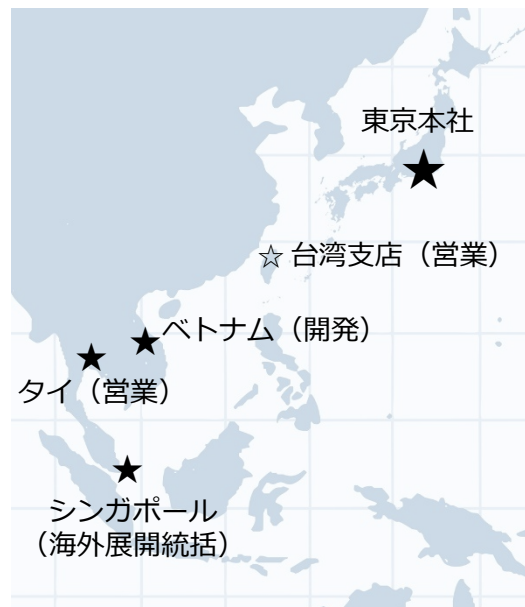 東京本社
☆ 台湾支店（営業）
ベトナム（開発）
タイ（営業）
シンガポール
（海外展開統括）